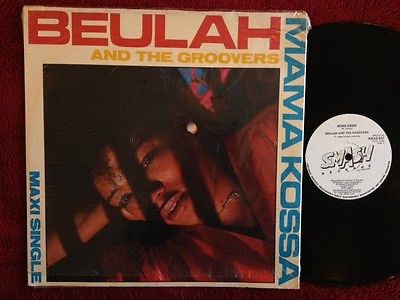 BEULAH
AND THE GROOVERS
MAMA KOSSA
MAXI SINGLE
MAMA KOSSA
BEULAH AND THE GROOVERS
SMASH